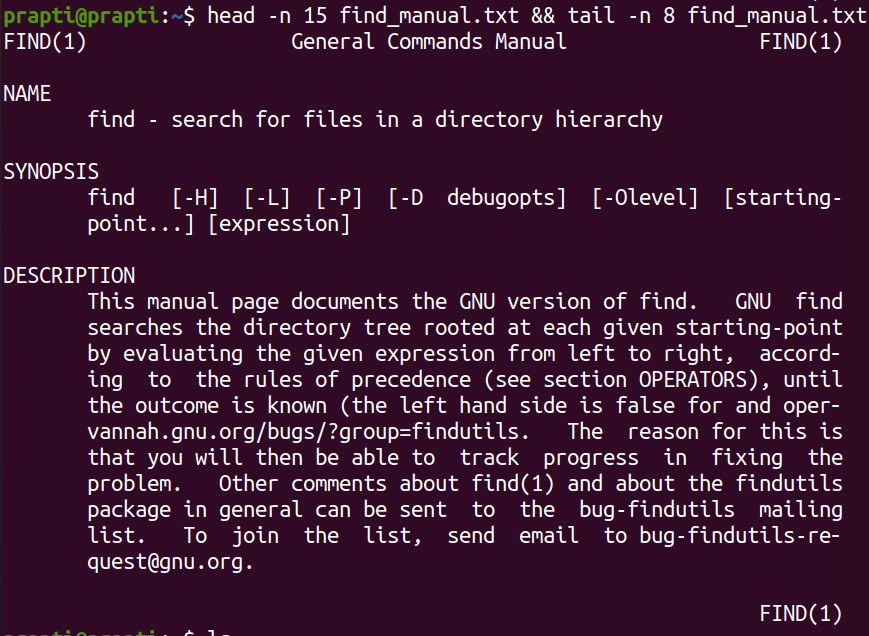 prapti@prapti:~$ head -n 15 find_manual.txt && tail -n 8 find_manual.txt
FIND(1) General Commands Manual FIND(1)
NAME
find - search for files in a directory hierarchy
SYNOPSIS
find [-H] [-L] [-P] [-D debugopts] [-Olevel] [starting-
point...] [expression]
DESCRIPTION
This manual page documents the GNU version of find. GNU find
searches the directory tree rooted at each given starting-point
by evaluating the given expression from left to right, accord-
ing to the rules of precedence (see section OPERATORS), until
the outcome is known (the left hand side is false for and oper-
vannah.gnu.org/bugs/?group=findutils. The reason for this is
that you will then be able to track progress in fixing the
problem. Other comments about find(1) and about the findutils
package in general can be sent to the bug-findutils mailing
list. To join the list, send email to bug-findutils-re-
quest@gnu.org.
FIND(1)